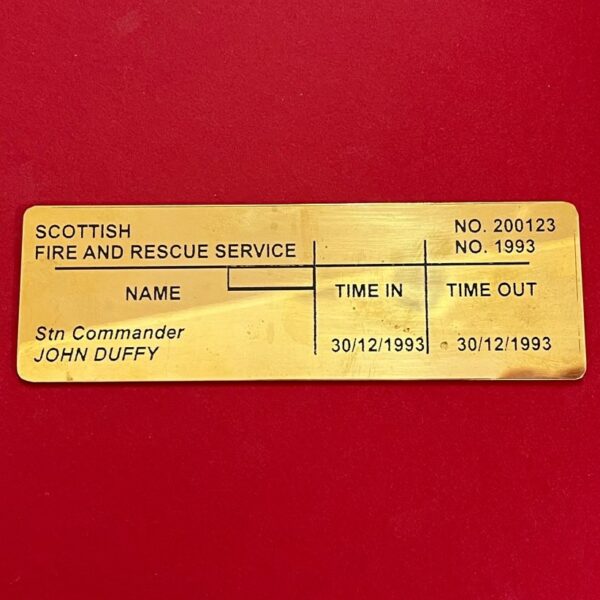 SCOTTISH
FIRE AND RESCUE SERVICE
NO. 200123
NO. 1993
NAME
TIME IN
TIME OUT
Stn Commander
JOHN DUFFY
30/12/1993
30/12/1993